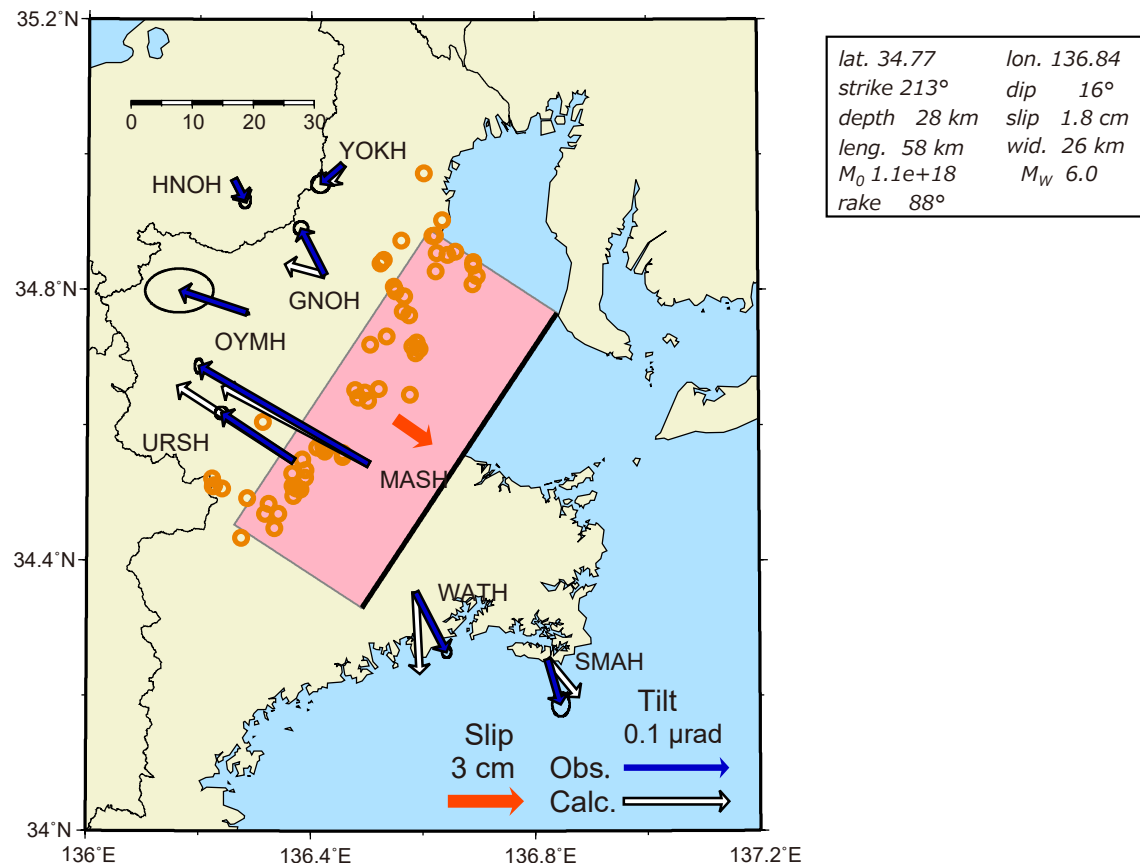 35.2°N
34.8°N
34.4°N
34°N
136°E
136.4°E
136.8°E
137.2°E
0 10 20 30
YOKH
HNOH
GNOH
OYMH
URSH
MASH
WATH
SMAH
Slip
3 cm
Tilt
0.1 μrad
Obs.
Calc.
lat. 34.77 lon. 136.84
strike 213° dip 16°
depth 28 km slip 1.8 cm
leng. 58 km wid. 26 km
M₀ 1.1e+18 M_W 6.0
rake 88°